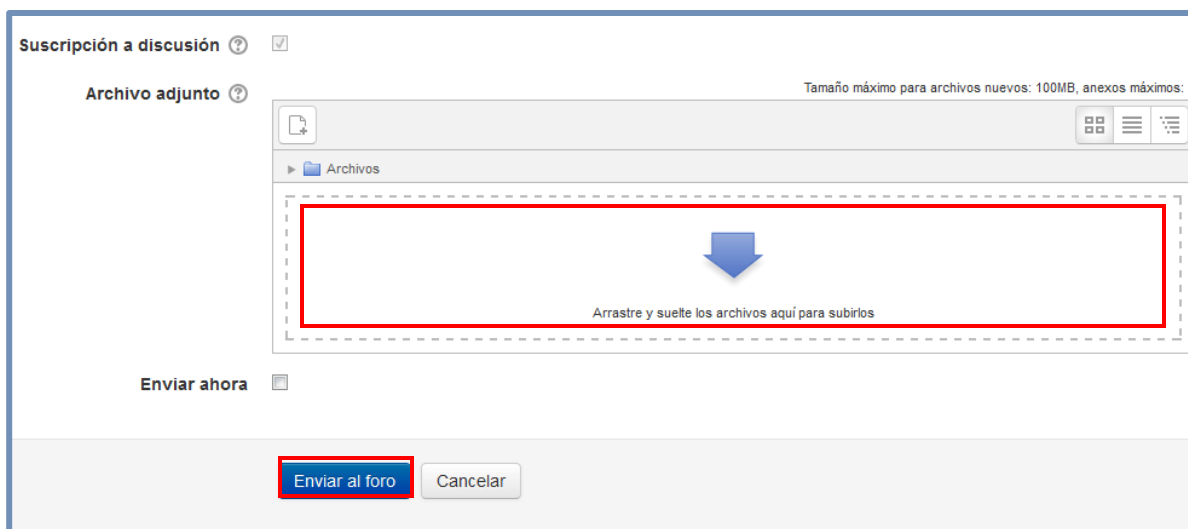 Suscripción a discusión
Archivo adjunto
Tamaño máximo para archivos nuevos: 100MB, anexos máximos:
Archivos
Arrastre y suelte los archivos aquí para subirlos
Enviar ahora
Enviar al foro Cancelar